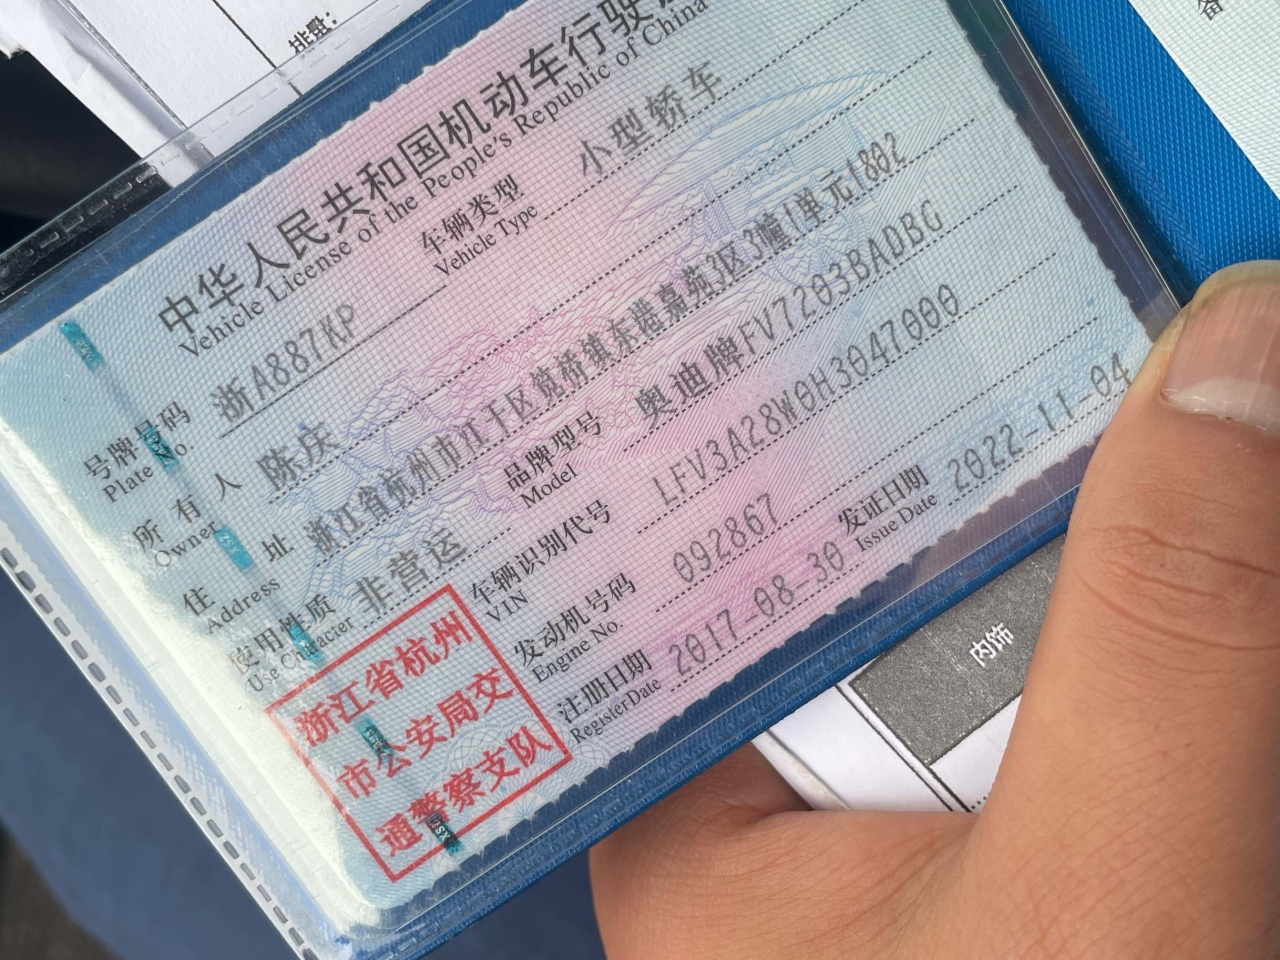 排量:
备
中华人民共和国机动车行驶
Vehicle License of the People's Republic of China
号牌号码 浙A887KP 车辆类型 小型轿车
Plate No Vehicle Type
所有人 陈庆
Owner
住址 浙江省杭州市江干区笕桥镇东港嘉苑3区3幢1单元1802
Address
使用性质 非营运 品牌型号 奥迪牌FV7203BADBG
Use Character Model
车辆识别代号 LFV3A28W0H3047000
VIN
发动机号码 092867
Engine No.
注册日期 2017-08-30 发证日期 2022-11-04
RegisterDate Issue Date
浙江省杭州
市公安局交
通警察支队
内饰